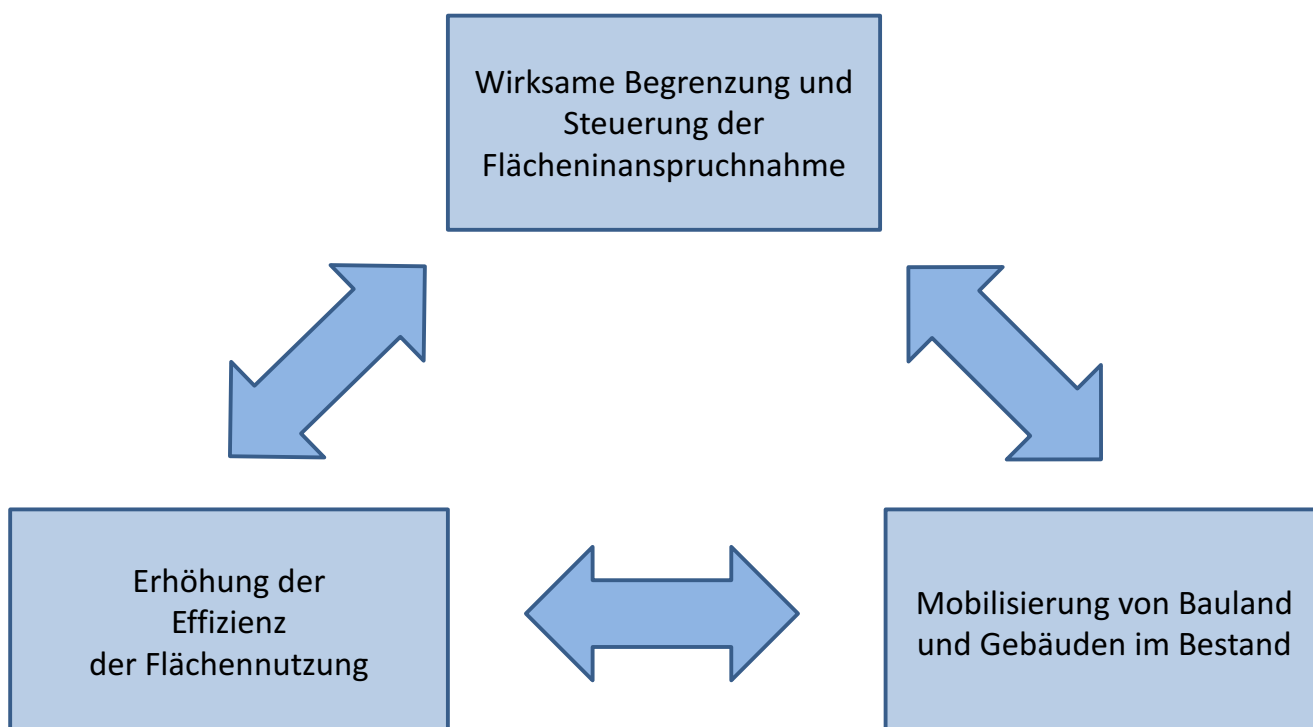 Wirksame Begrenzung und
Steuerung der
Flächeninanspruchnahme
Erhöhung der
Effizienz
der Flächennutzung
Mobilisierung von Bauland
und Gebäuden im Bestand